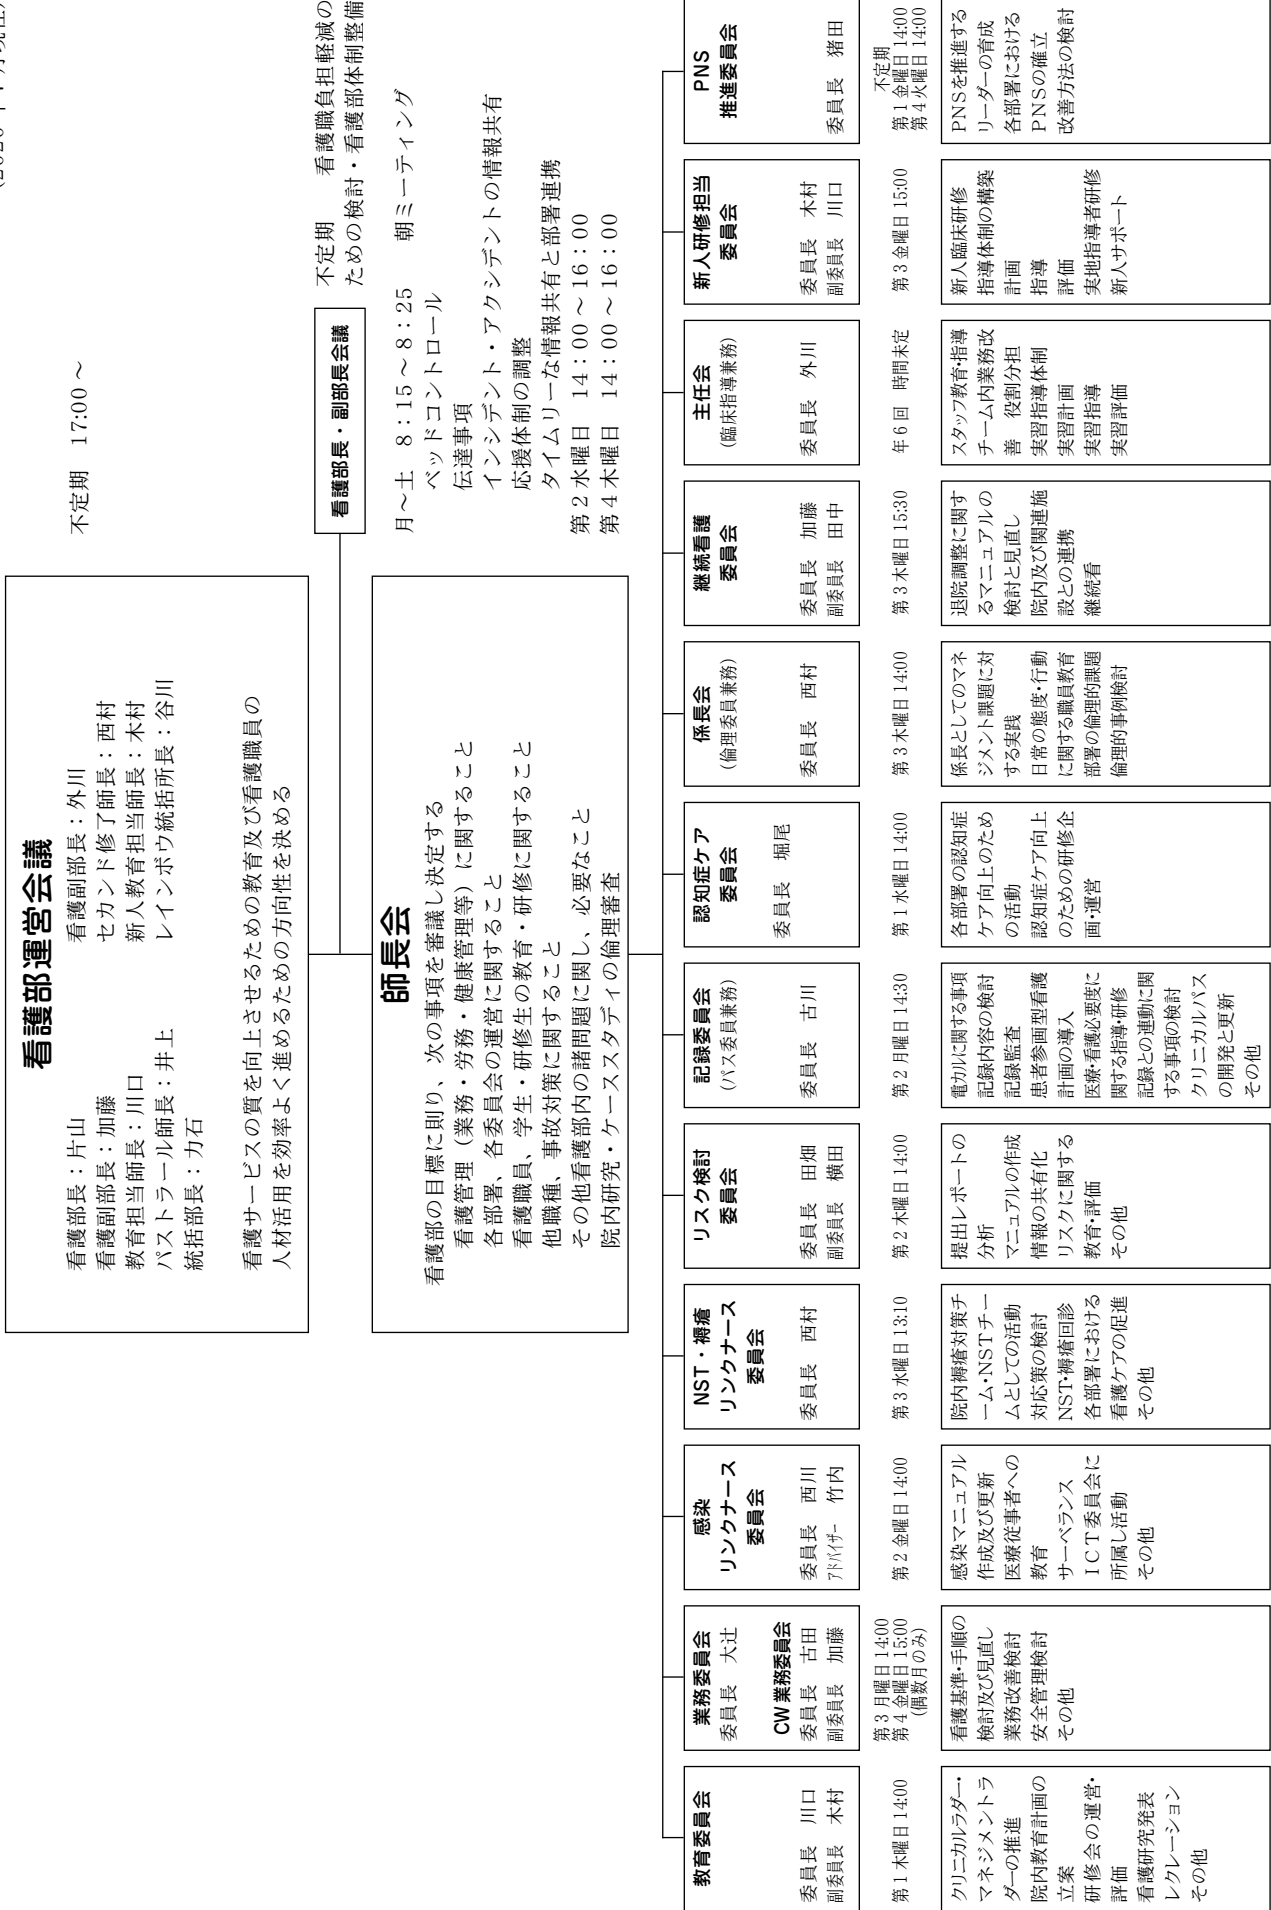 看護部運営会議
看護部長：片山
看護副部長：加藤
教育担当師長：川口
パストラール師長：井上
統括部長：力石
看護副部長：外川
セカンド修了師長：西村
新人教育担当師長：木村
レインボウ統括所長：谷川
看護サービスの質を向上させるための教育及び看護職員の
人材活用を効率よく進めるための方向性を決める
不定期　17:00～
看護部長・副部長会議
不定期　看護職負担軽減の
ための検討・看護部体制整備
師長会
看護部の目標に則り、次の事項を審議し決定する
看護管理（業務・労務・健康管理等）に関すること
各部署、各委員会の運営に関すること
看護職員、学生・研修生の教育・研修に関すること
他職種、事故対策に関すること
その他看護部内の諸問題に関し、必要なこと
院内研究・ケーススタディの倫理審査
月～土　8：15～8：25　朝ミーティング
ベッドコントロール
伝達事項
インシデント・アクシデントの情報共有
応援体制の調整
タイムリーな情報共有と部署連携
第2水曜日　14：00～16：00
第4木曜日　14：00～16：00
教育委員会
委員長　川口
副委員長　木村
第1木曜日14:00
クリニカルラダー・
マネジメントラ
ダーの推進
院内教育計画の
立案
研修会の運営・
評価
看護研究発表
レクレーション
その他
業務委員会
委員長　大辻
CW業務委員会
委員長　古田
副委員長　加藤
第3月曜日14:00
第4金曜日15:00
(偶数月のみ)
看護基準・手順の
検討及び見直し
業務改善検討
安全管理検討
その他
感染
リンクナース
委員会
委員長　西川
アドバイザー　竹内
第2金曜日14:00
感染マニュアル
作成及び更新
医療従事者への
教育
サーベランス
ICT委員会に
所属し活動
その他
NST・褥瘡
リンクナース
委員会
委員長　西村
第3水曜日13:10
院内褥瘡対策チ
ーム・NSTチー
ムとしての活動
対応策の検討
NST・褥瘡回診
各部署における
看護ケアの促進
その他
リスク検討
委員会
委員長　田畑
副委員長　横田
第2木曜日14:00
提出レポートの
分析
マニュアルの作成
情報の共有化
リスクに関する
教育・評価
その他
記録委員会
(パス委員兼務)
委員長　古川
第2月曜日14:30
電カルに関する事項
記録内容の検討
記録監査
患者参画型看護
計画の導入
医療・看護必要度に
関する指導・研修
記録との連動に関
する事項の検討
クリニカルパス
の開発と更新
その他
認知症ケア
委員会
委員長　堀尾
第1水曜日14:00
各部署の認知症
ケア向上のため
の活動
認知症ケア向上
のための研修企
画・運営
係長会
(倫理委員兼務)
委員長　西村
第3木曜日14:00
係長としてのマネ
ジメント課題に対
する実践
日常の態度・行動
に関する職員教育
部署の倫理的課題
倫理的事例検討
継続看護
委員会
委員長　加藤
副委員長　田中
第3木曜日15:30
退院調整に関す
るマニュアルの
検討と見直し
院内及び関連施
設との連携
継続看
主任会
(臨床指導兼務)
委員長　外川
年6回　時間未定
スタッフ教育・指導
チーム内業務改
善　役割分担
実習指導体制
実習計画
実習指導
実習評価
新人研修担当
委員会
委員長　木村
副委員長　川口
第3金曜日15:00
新人臨床研修
指導体制の構築
計画
指導
評価
実地指導者研修
新人サポート
PNS
推進委員会
委員長　猪田
不定期
第1金曜日14:00
第4火曜日14:00
PNSを推進する
リーダーの育成
各部署における
PNSの確立
改善方法の検討